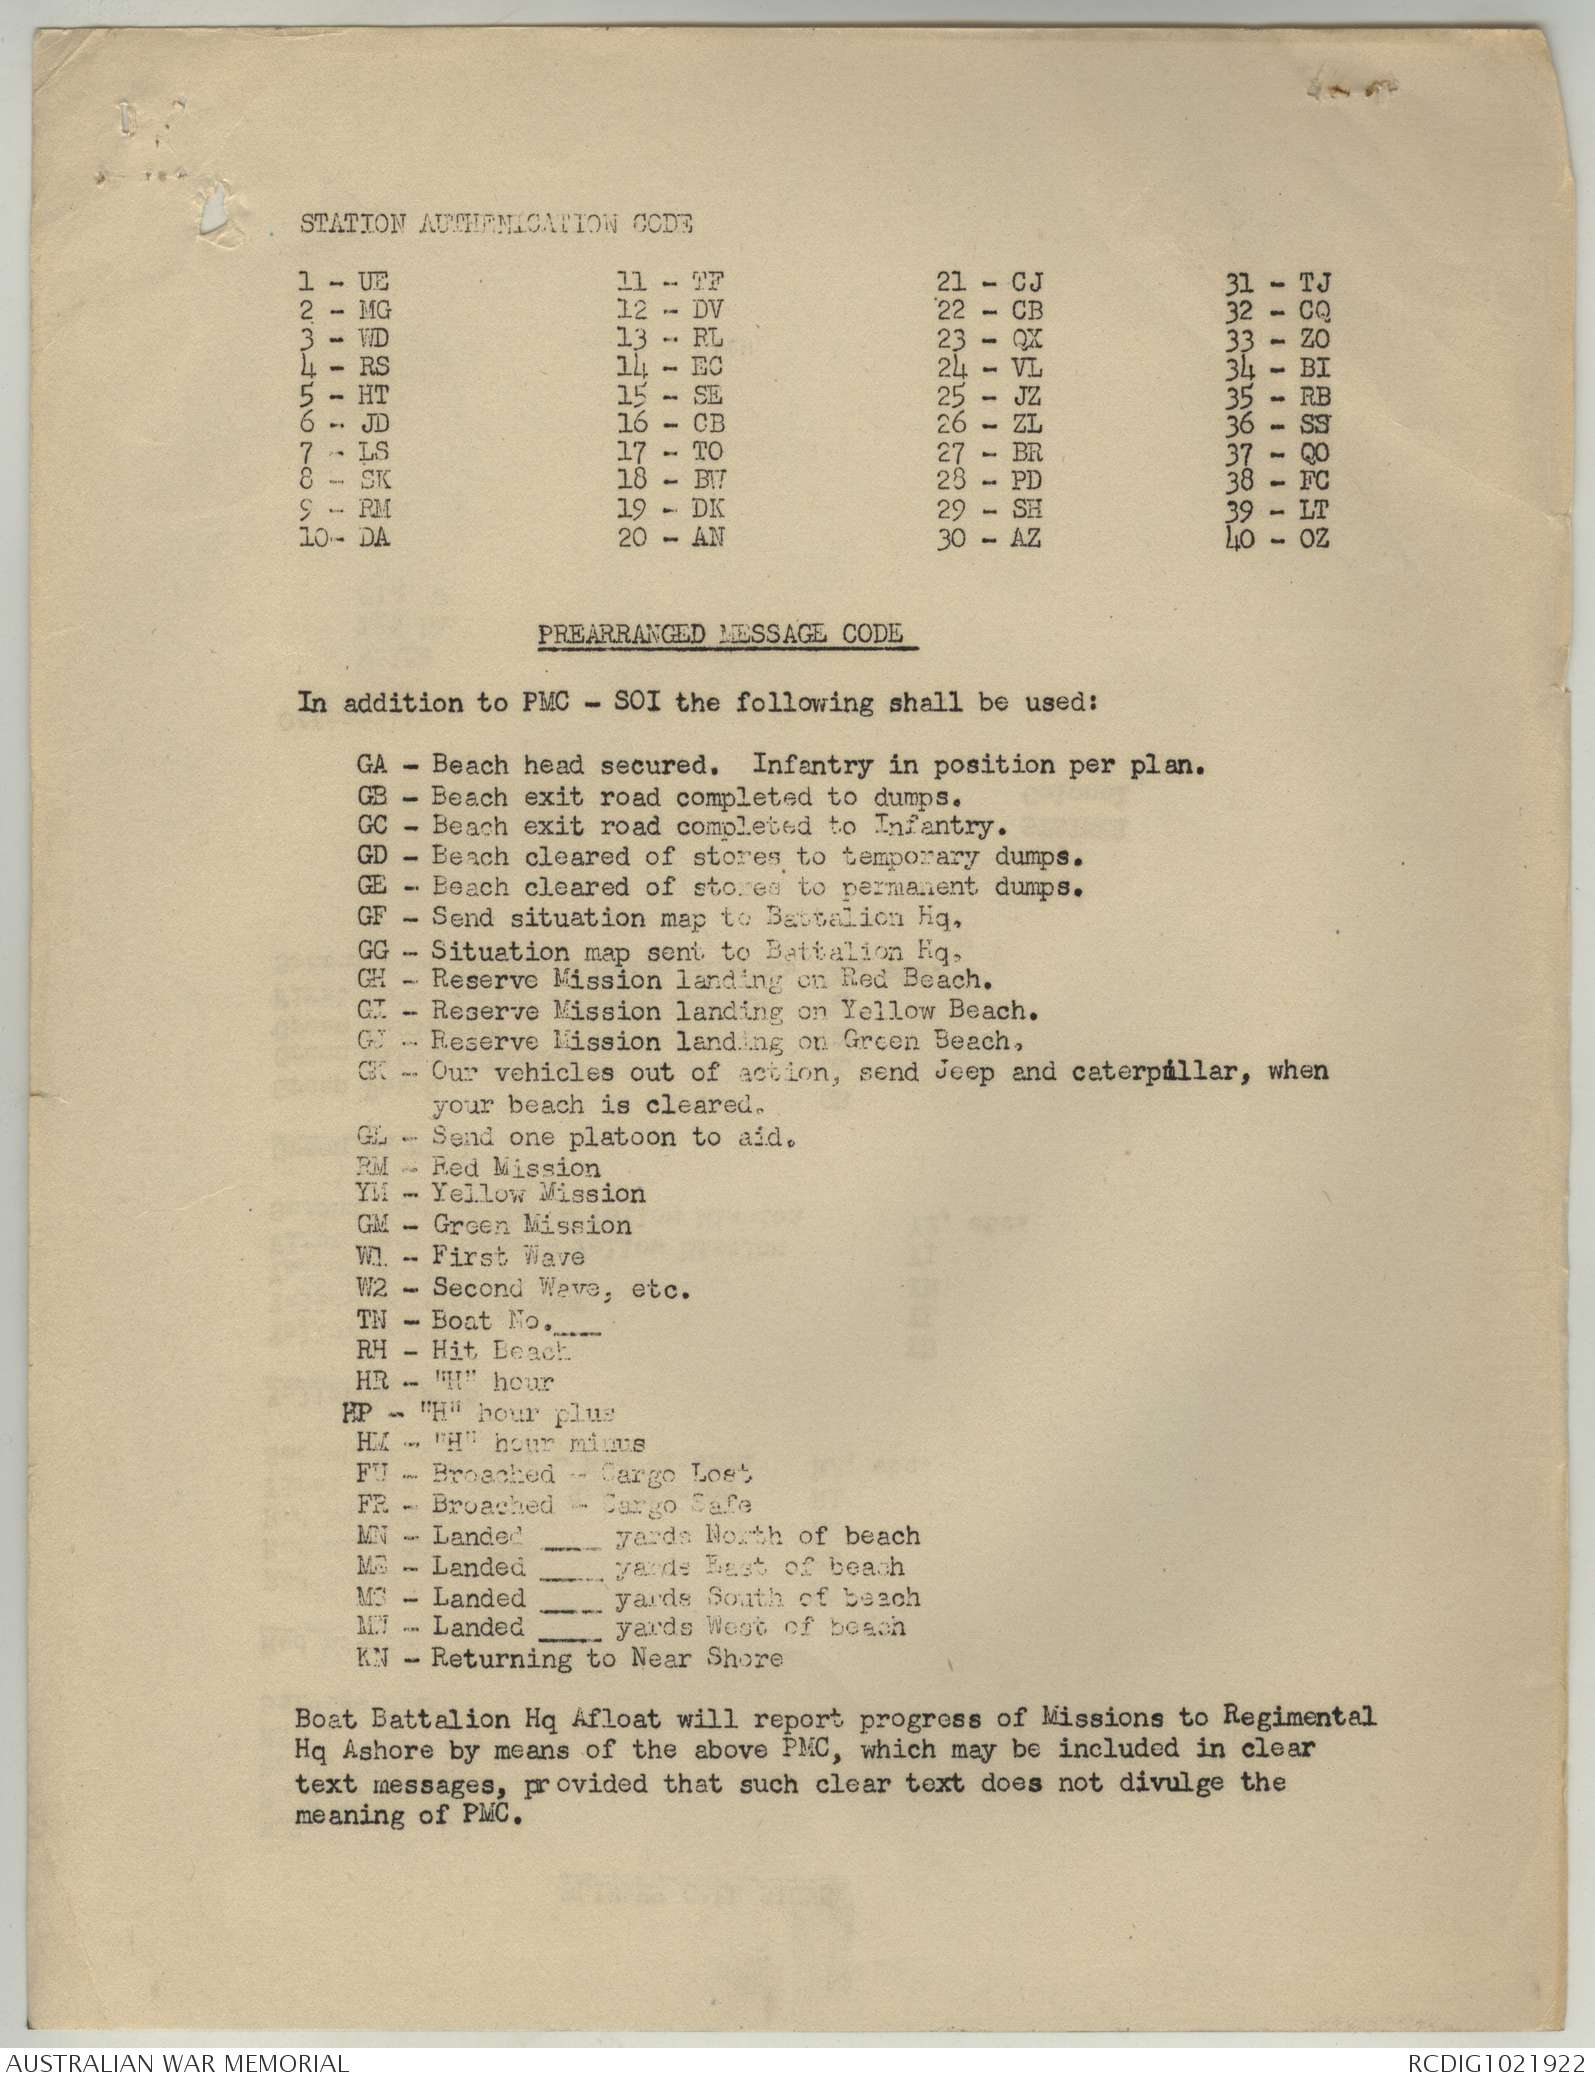 STATION AUTHENICATION CODE
1 - UE 11 - TF 21 - CJ 31 - TJ
2 - MG 12 - DV 22 - CB 32 - CQ
3 - WD 13 - RL 23 - QX 33 - ZO
4 - RS 14 - EC 24 - VL 34 - BI
5 - HT 15 - SE 25 - JZ 35 - RB
6 - JD 16 - CB 26 - ZL 36 - SS
7 - LS 17 - TO 27 - BR 37 - QO
8 - SK 18 - BW 28 - PD 38 - FC
9 - RM 19 - DK 29 - SH 39 - LT
10- DA 20 - AN 30 - AZ 40 - OZ
PREARRANGED MESSAGE CODE
In addition to PMC - SOI the following shall be used:
GA - Beach head secured. Infantry in position per plan.
GB - Beach exit road completed to dumps.
GC - Beach exit road completed to Infantry.
GD - Beach cleared of stores to temporary dumps.
GE - Beach cleared of stores to permanent dumps.
GF - Send situation map to Battalion Hq,
GG - Situation map sent to Battalion Hq,
GH - Reserve Mission landing on Red Beach.
GI - Reserve Mission landing on Yellow Beach.
GJ - Reserve Mission landing on Green Beach,
GK - Our vehicles out of action, send Jeep and caterpillar, when
your beach is cleared.
GL - Send one platoon to aid.
RM - Red Mission
YM - Yellow Mission
GM - Green Mission
W1 - First Wave
W2 - Second Wave, etc.
TN - Boat No.___
RH - Hit Beach
HR - "H" hour
HP - "H" hour plus
HM - "H" hour minus
FU - Broached - Cargo Lost
FR - Broached - Cargo Safe
MN - Landed ____ yards North of beach
ME - Landed ____ yards East of beach
MS - Landed ____ yards South of beach
MW - Landed ____ yards West of beach
KN - Returning to Near Shore
Boat Battalion Hq Afloat will report progress of Missions to Regimental
Hq Ashore by means of the above PMC, which may be included in clear
text messages, provided that such clear text does not divulge the
meaning of PMC.
AUSTRALIAN WAR MEMORIAL RCDIG1021922